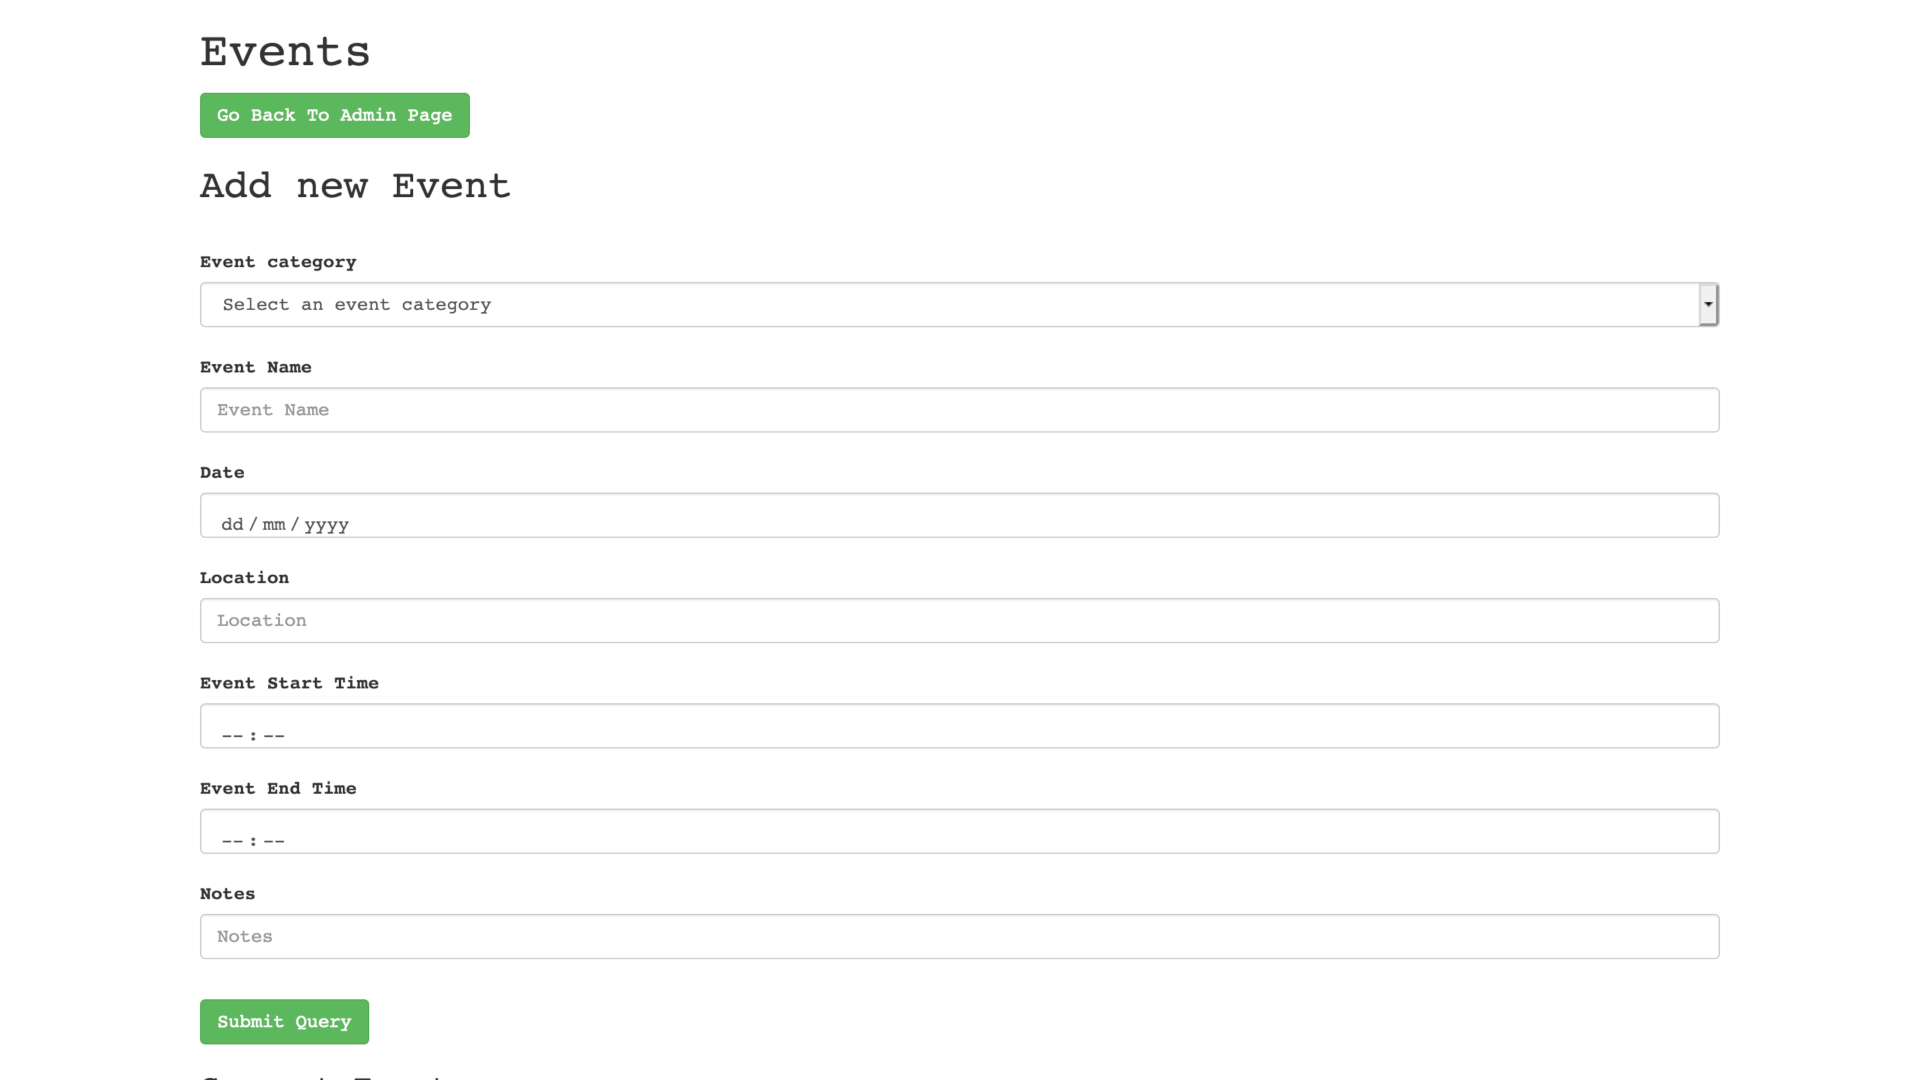 Events
Go Back To Admin Page
Add new Event
Event category
Select an event category
Event Name
Event Name
Date
dd/mm/yyyy
Location
Location
Event Start Time
--:--
Event End Time
--:--
Notes
Notes
Submit Query